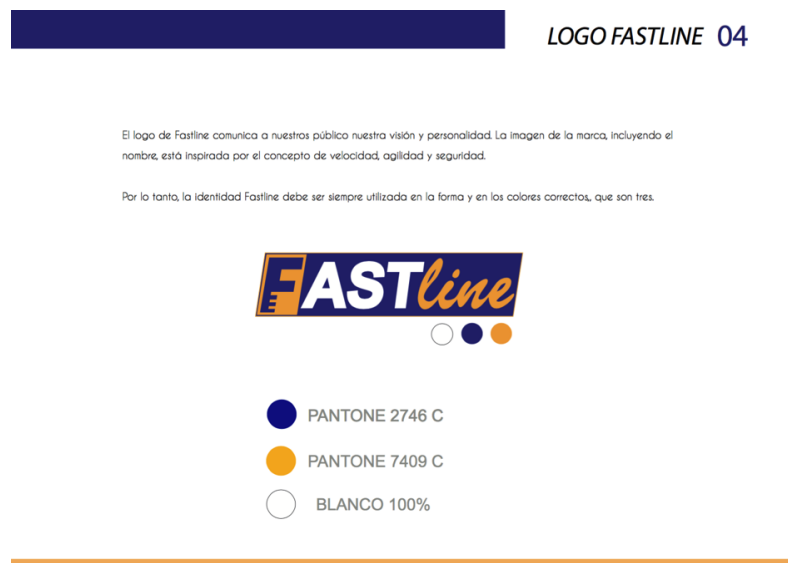 LOGO FASTLINE 04
El logo de Fastline comunica a nuestros público nuestra visión y personalidad. La imagen de la marca, incluyendo el
nombre, está inspirada por el concepto de velocidad, agilidad y seguridad.
Por lo tanto, la identidad Fastline debe ser siempre utilizada en la forma y en los colores correctos,, que son tres.
FASTline
PANTONE 2746 C
PANTONE 7409 C
BLANCO 100%